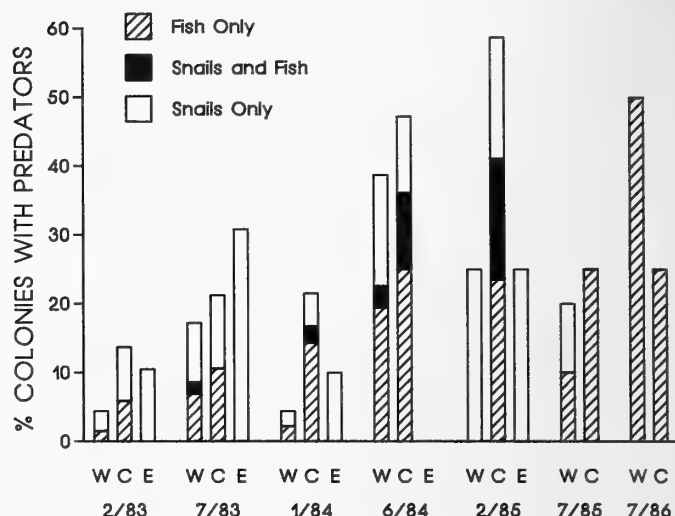 % COLONIES WITH PREDATORS
60
50
40
30
20
10
0
Fish Only
Snails and Fish
Snails Only
W C E W C E W C E W C E W C E W C W C
2/83 7/83 1/84 6/84 2/85 7/85 7/86